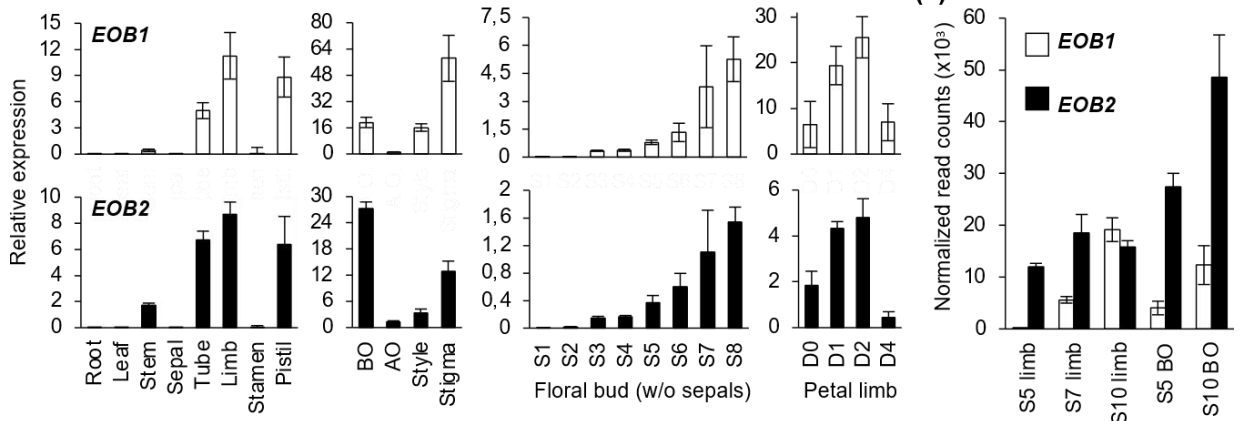 Relative expression
EOB1
15
12
9
6
3
0
80
64
48
32
16
0
7,5
6
4,5
3
1,5
0
30
20
10
0
EOB2
10
8
6
4
2
0
Root
Leaf
Stem
Sepal
Tube
Limb
Stamen
Pistil
30
24
18
12
6
0
BO
AO
Style
Stigma
2
1,6
1,2
0,8
0,4
0
S1
S2
S3
S4
S5
S6
S7
S8
Floral bud (w/o sepals)
6
4
2
0
D0
D1
D2
D4
Petal limb
Normalized read counts (x10³)
60
50
40
30
20
10
0
EOB1
EOB2
S5 limb
S7 limb
S10 limb
S5 BO
S10 BO